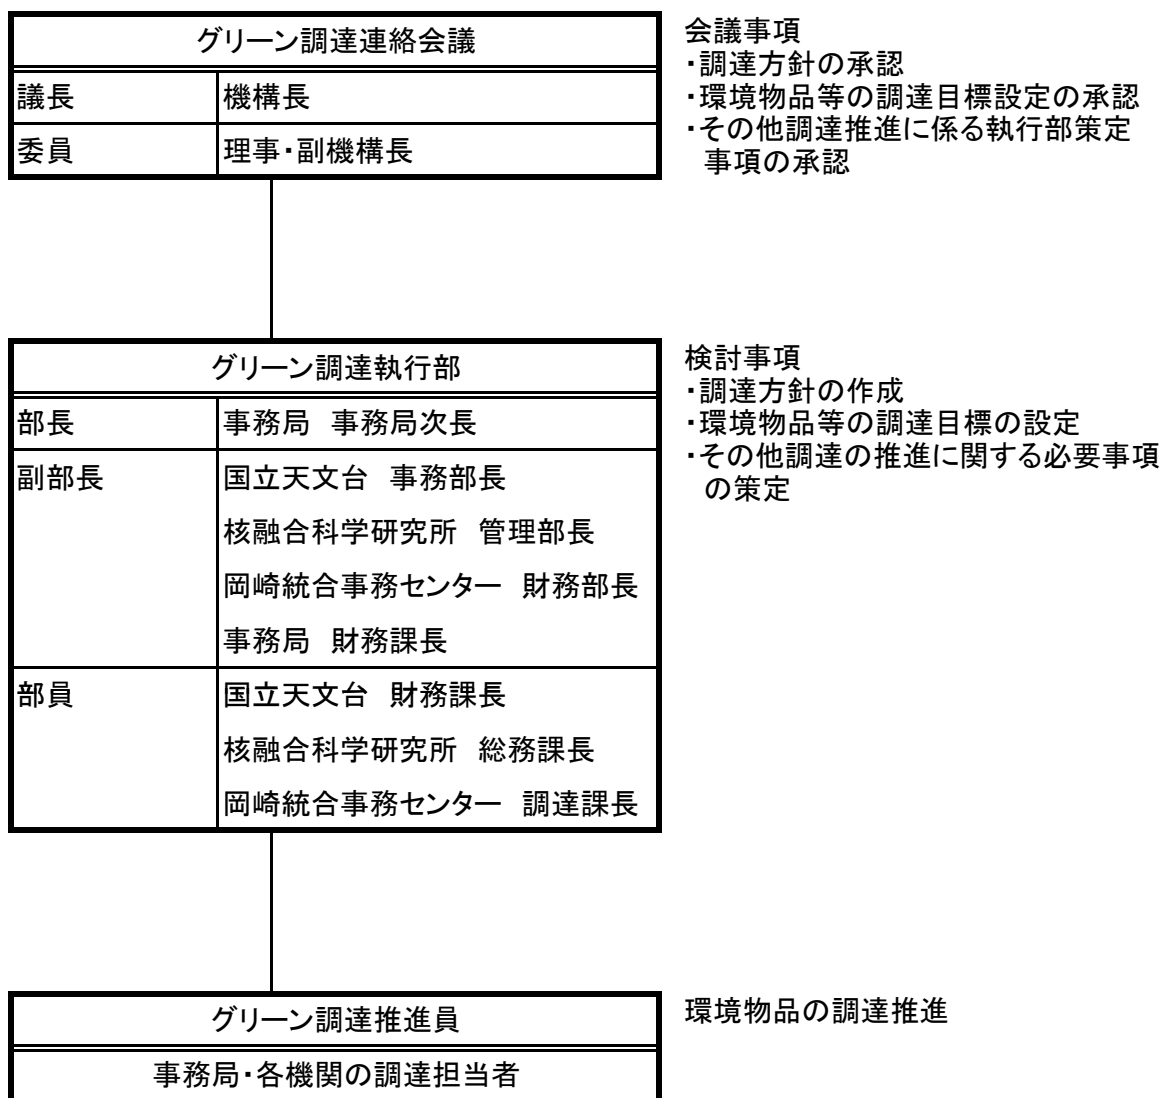 グリーン調達連絡会議
議長 機構長
委員 理事・副機構長
会議事項
・調達方針の承認
・環境物品等の調達目標設定の承認
・その他調達推進に係る執行部策定
事項の承認
グリーン調達執行部
部長 事務局 事務局次長
副部長 国立天文台 事務部長
核融合科学研究所 管理部長
岡崎統合事務センター 財務部長
事務局 財務課長
部員 国立天文台 財務課長
核融合科学研究所 総務課長
岡崎統合事務センター 調達課長
検討事項
・調達方針の作成
・環境物品等の調達目標の設定
・その他調達の推進に関する必要事項
の策定
グリーン調達推進員
事務局・各機関の調達担当者
環境物品の調達推進